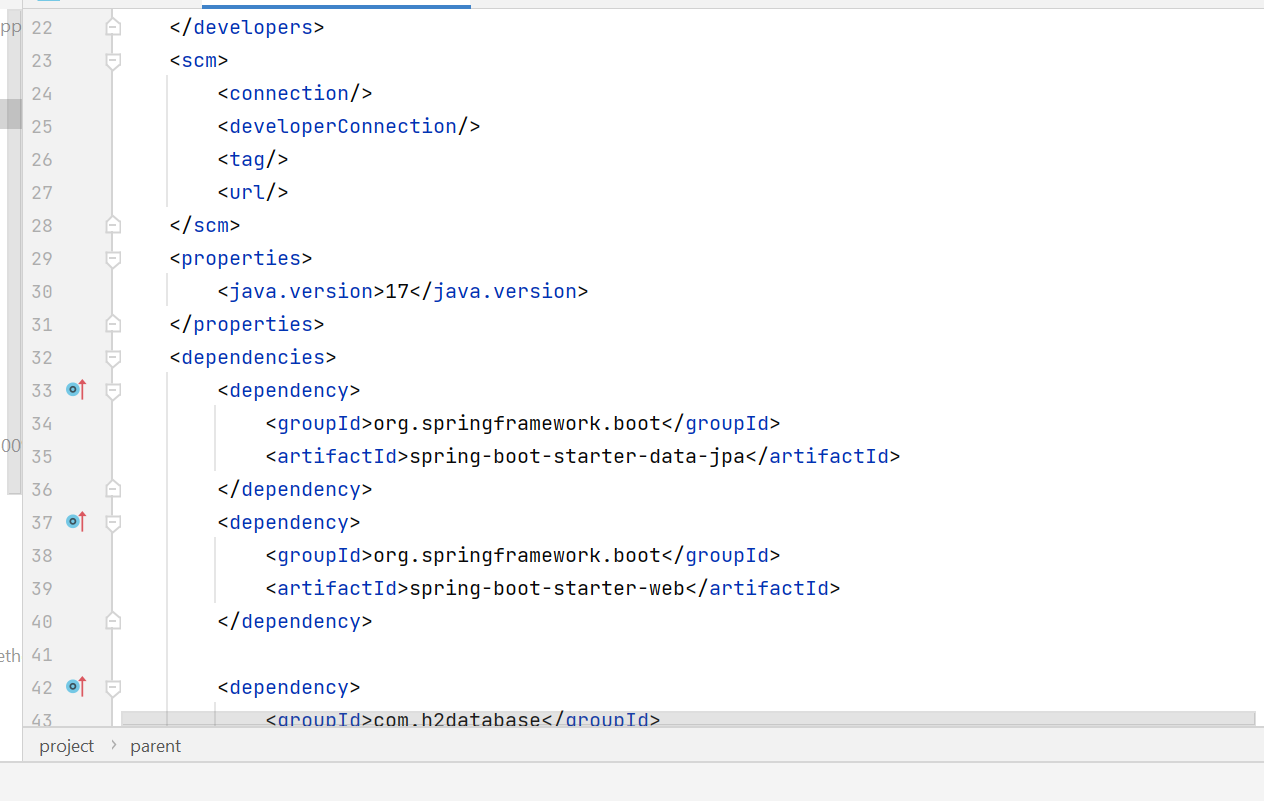 pp
22 </developers>
23 <scm>
24 <connection/>
25 <developerConnection/>
26 <tag/>
27 <url/>
28 </scm>
29 <properties>
30 <java.version>17</java.version>
31 </properties>
32 <dependencies>
33 <dependency>
34 <groupId>org.springframework.boot</groupId>
00
35 <artifactId>spring-boot-starter-data-jpa</artifactId>
36 </dependency>
37 <dependency>
38 <groupId>org.springframework.boot</groupId>
39 <artifactId>spring-boot-starter-web</artifactId>
40 </dependency>
41
eth
42 <dependency>
43 <groupId>com.h2database</groupId>
project > parent